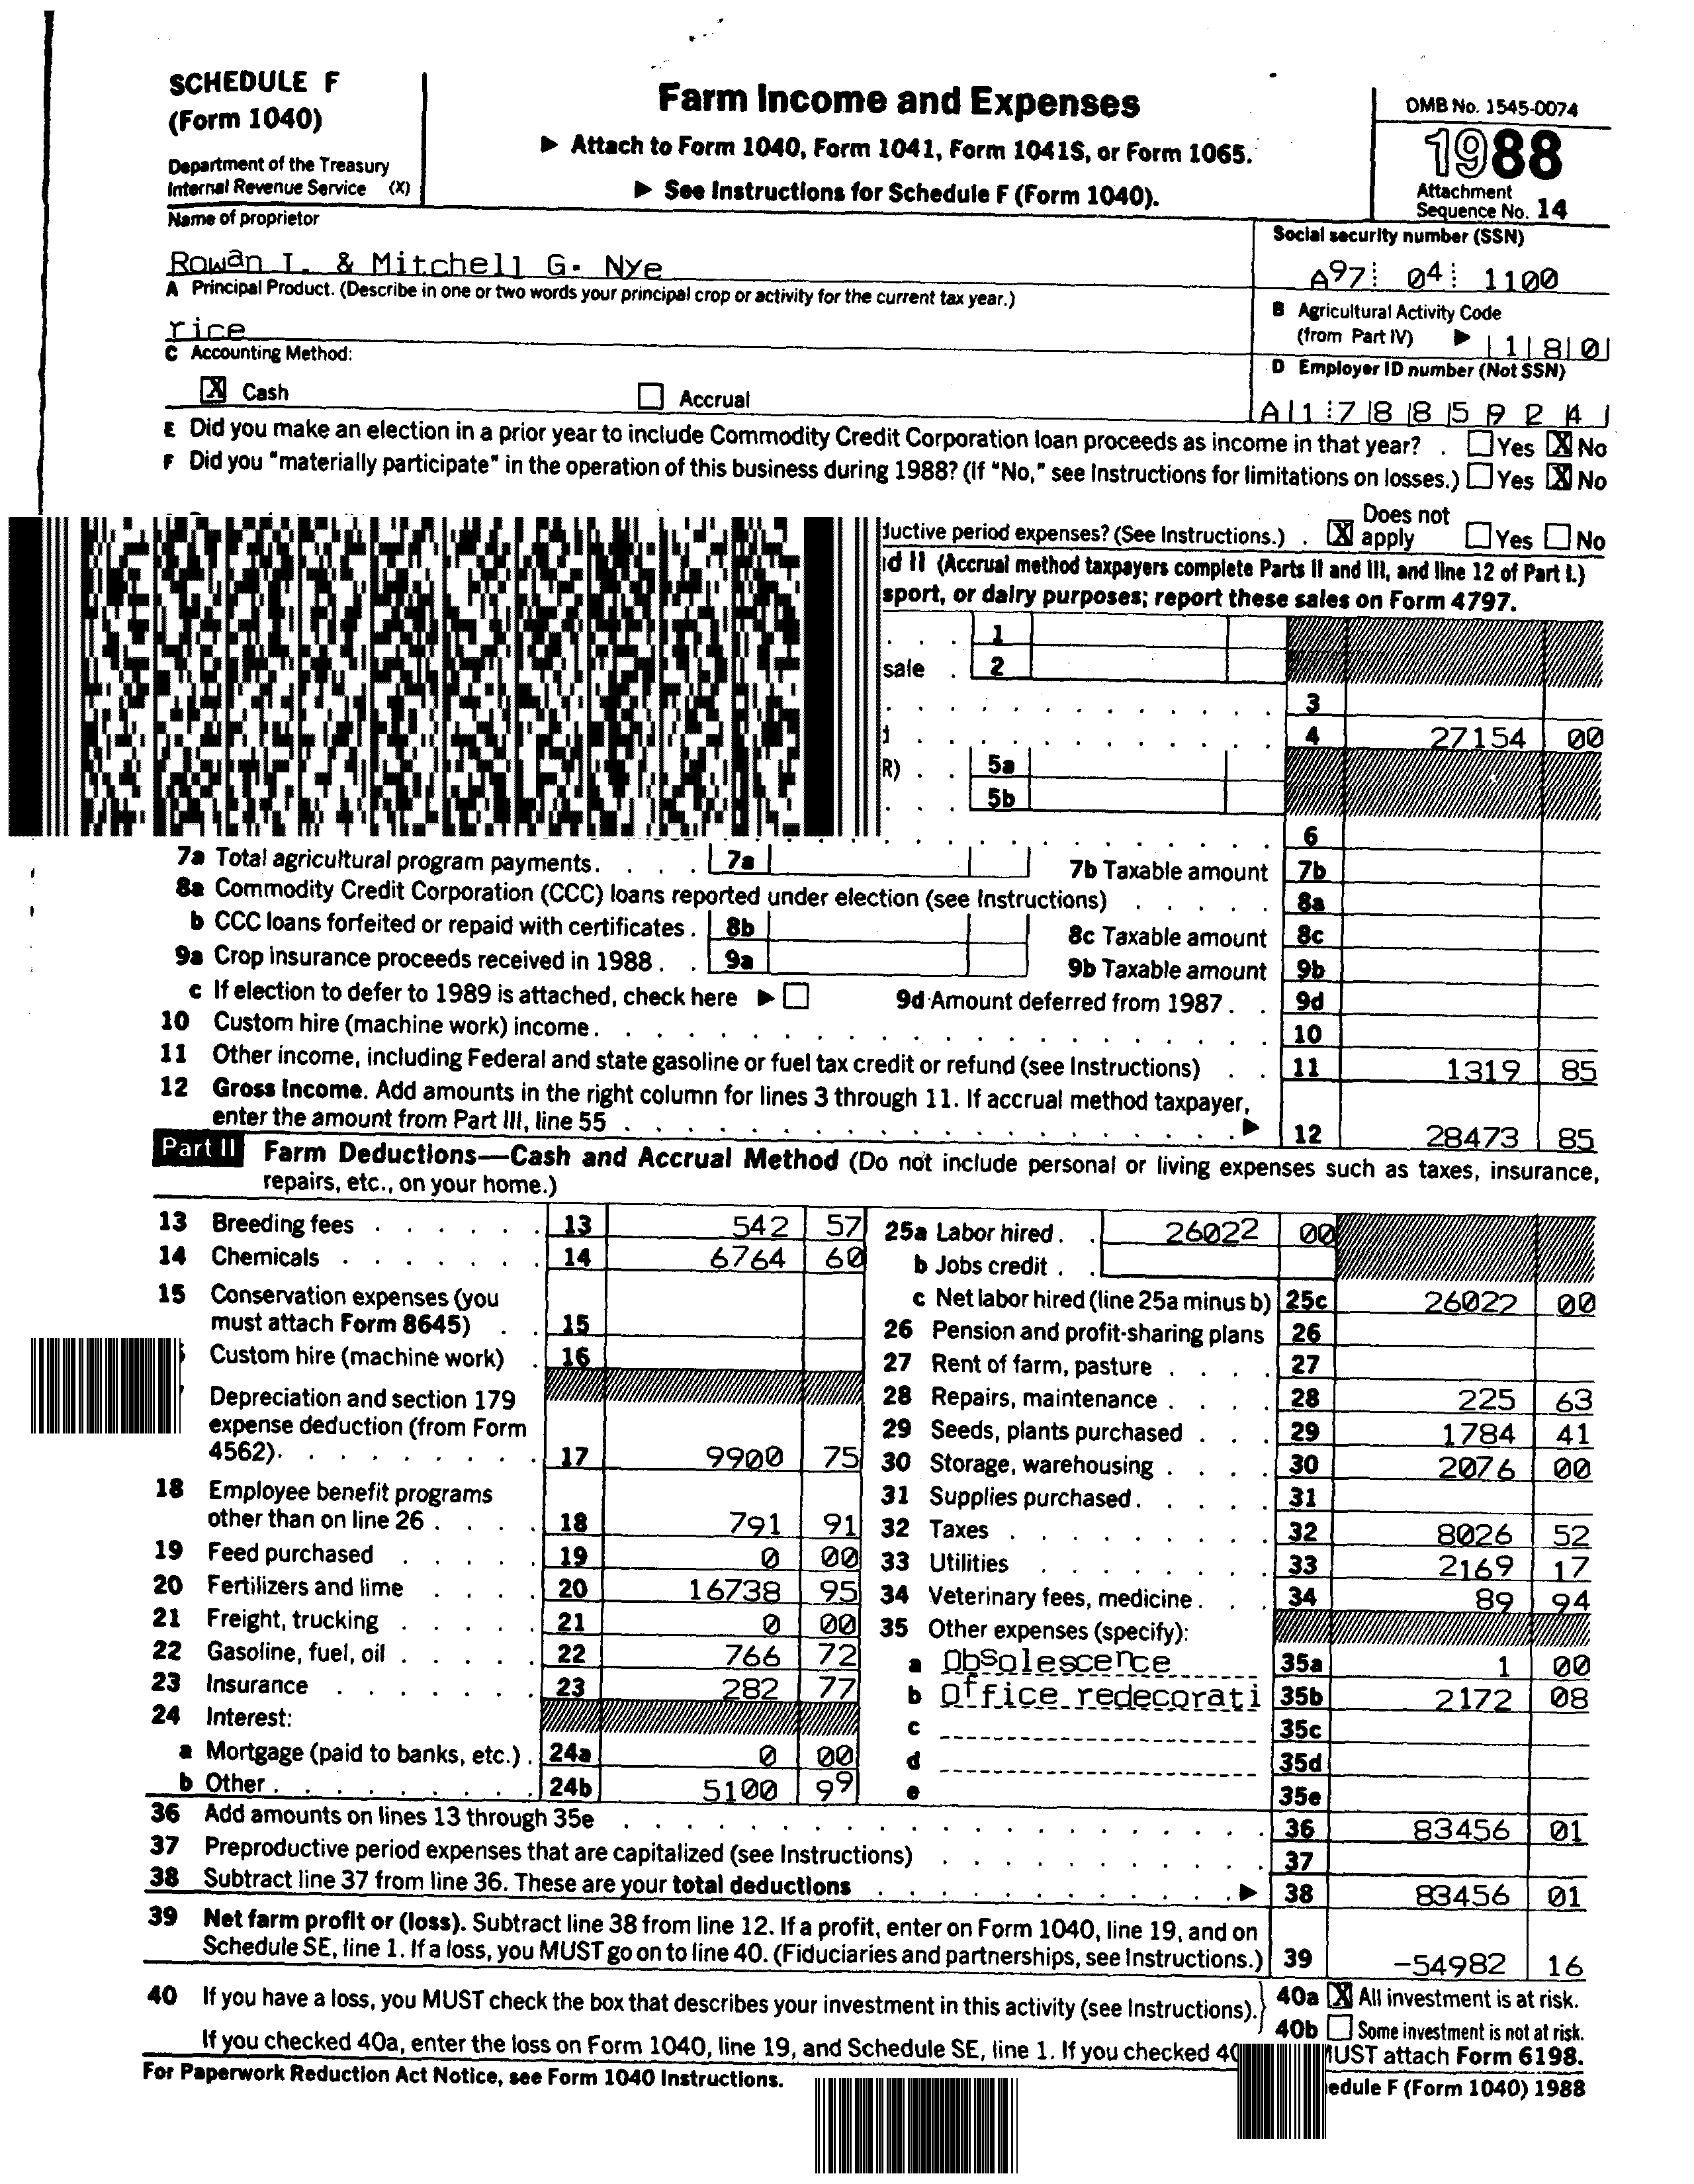 SCHEDULE F
(Form 1040)
Department of the Treasury
Internal Revenue Service (X)
Farm Income and Expenses
▶ Attach to Form 1040, Form 1041, Form 1041S, or Form 1065.
▶ See Instructions for Schedule F (Form 1040).
OMB No. 1545-0074
1988
Attachment
Sequence No. 14
Name of proprietor
Rowan I. & Mitchell G. Nye
Social security number (SSN)
A97 04 1100
A Principal Product. (Describe in one or two words your principal crop or activity for the current tax year.)
rice
B Agricultural Activity Code
(from Part IV) ▶ 1 8 0
C Accounting Method:
X Cash Accrual
D Employer ID number (Not SSN)
A 1 7 8 8 5 9 2 4
E Did you make an election in a prior year to include Commodity Credit Corporation loan proceeds as income in that year? . Yes X No
F Did you "materially participate" in the operation of this business during 1988? (If "No," see Instructions for limitations on losses.) Yes X No
ductive period expenses? (See Instructions.) . X Does not apply Yes No
d II (Accrual method taxpayers complete Parts II and III, and line 12 of Part I.)
sport, or dairy purposes; report these sales on Form 4797.
. . 1
sale . 2
3
4 27154 00
R) . . 5a
5b
6
7a Total agricultural program payments. . . . 7a 7b Taxable amount 7b
8a Commodity Credit Corporation (CCC) loans reported under election (see Instructions) . . . . . 8a
b CCC loans forfeited or repaid with certificates . 8b 8c Taxable amount 8c
9a Crop insurance proceeds received in 1988 . . 9a 9b Taxable amount 9b
c If election to defer to 1989 is attached, check here ▶ 9d Amount deferred from 1987 . . 9d
10 Custom hire (machine work) income . 10
11 Other income, including Federal and state gasoline or fuel tax credit or refund (see Instructions) . . 11 1319 85
12 Gross Income. Add amounts in the right column for lines 3 through 11. If accrual method taxpayer,
enter the amount from Part III, line 55 . ▶ 12 28473 85
Part II Farm Deductions—Cash and Accrual Method (Do not include personal or living expenses such as taxes, insurance,
repairs, etc., on your home.)
13 Breeding fees . . . . . . 13 542 57
14 Chemicals . . . . . . . 14 6764 60
15 Conservation expenses (you
must attach Form 8645) . . 15
Custom hire (machine work) . 16
Depreciation and section 179
expense deduction (from Form
4562). . . . . . . . . 17 9900 75
18 Employee benefit programs
other than on line 26 . . . . 18 791 91
19 Feed purchased . . . . . 19 0 00
20 Fertilizers and lime . . . . 20 16738 95
21 Freight, trucking . . . . . 21 0 00
22 Gasoline, fuel, oil . . . . . 22 766 72
23 Insurance . . . . . . . 23 282 77
24 Interest:
a Mortgage (paid to banks, etc.) . 24a 0 00
b Other . . . . . . . . . 24b 5100 99
25a Labor hired . . 26022 00
b Jobs credit . .
c Net labor hired (line 25a minus b) 25c 26022 00
26 Pension and profit-sharing plans 26
27 Rent of farm, pasture . . . . 27
28 Repairs, maintenance . . . . 28 225 63
29 Seeds, plants purchased . . . 29 1784 41
30 Storage, warehousing . . . . 30 2076 00
31 Supplies purchased . . . . . 31
32 Taxes . . . . . . . . . 32 8026 52
33 Utilities . . . . . . . . 33 2169 17
34 Veterinary fees, medicine . . . 34 89 94
35 Other expenses (specify):
a Obsolescence 35a 1 00
b Office redecorati 35b 2172 08
c 35c
d 35d
e 35e
36 Add amounts on lines 13 through 35e . 36 83456 01
37 Preproductive period expenses that are capitalized (see Instructions) . 37
38 Subtract line 37 from line 36. These are your total deductions . ▶ 38 83456 01
39 Net farm profit or (loss). Subtract line 38 from line 12. If a profit, enter on Form 1040, line 19, and on
Schedule SE, line 1. If a loss, you MUST go on to line 40. (Fiduciaries and partnerships, see Instructions.) 39 -54982 16
40 If you have a loss, you MUST check the box that describes your investment in this activity (see Instructions). 40a X All investment is at risk.
40b Some investment is not at risk.
If you checked 40a, enter the loss on Form 1040, line 19, and Schedule SE, line 1. If you checked 40 MUST attach Form 6198.
For Paperwork Reduction Act Notice, see Form 1040 Instructions.
edule F (Form 1040) 1988